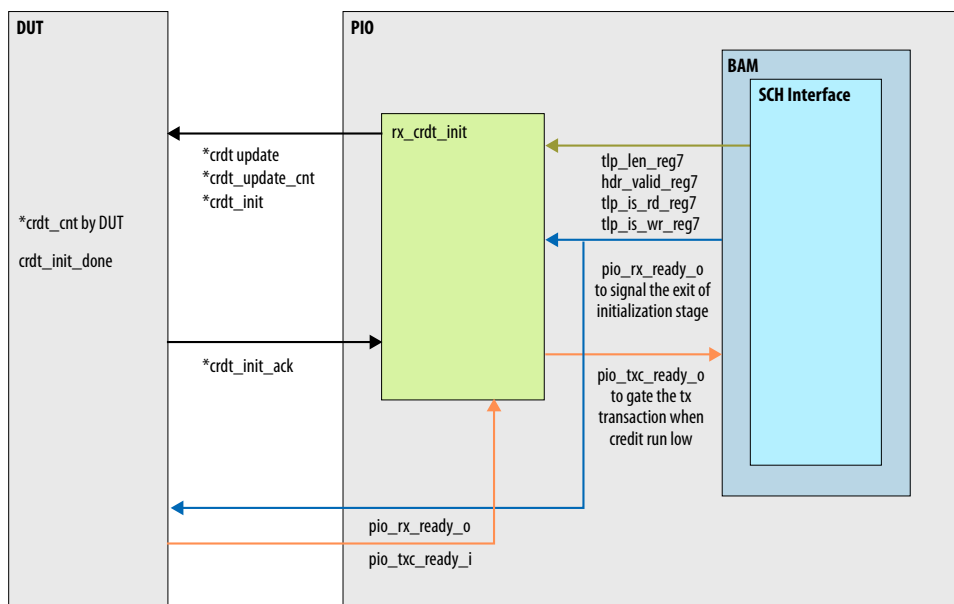 DUT
PIO
BAM
SCH Interface
rx_crdt_init
*crdt update
*crdt_update_cnt
*crdt_init
tlp_len_reg7
hdr_valid_reg7
tlp_is_rd_reg7
tlp_is_wr_reg7
*crdt_cnt by DUT
crdt_init_done
pio_rx_ready_o
to signal the exit of
initialization stage
*crdt_init_ack
pio_txc_ready_o
to gate the tx
transaction when
credit run low
pio_rx_ready_o
pio_txc_ready_i